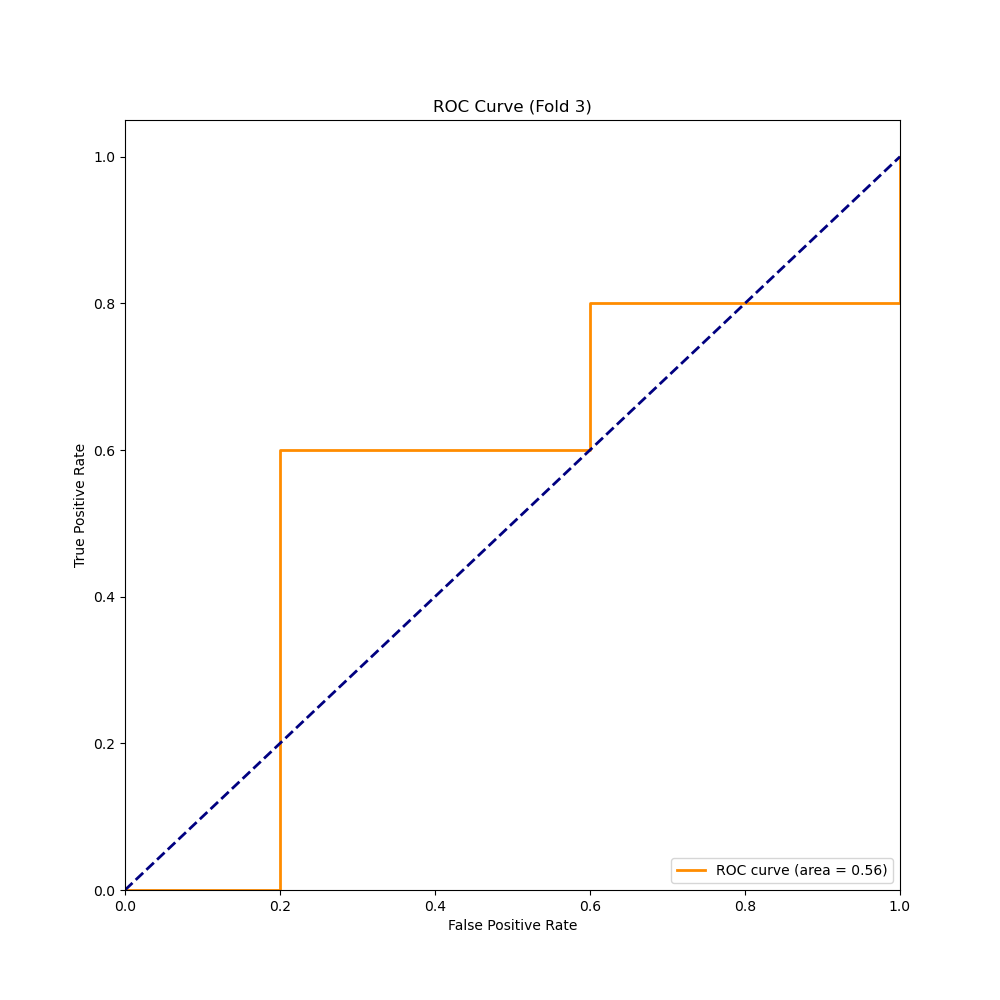 ROC Curve (Fold 3)
True Positive Rate
1.0
0.8
0.6
0.4
0.2
0.0
0.0 0.2 0.4 0.6 0.8 1.0
False Positive Rate
ROC curve (area = 0.56)